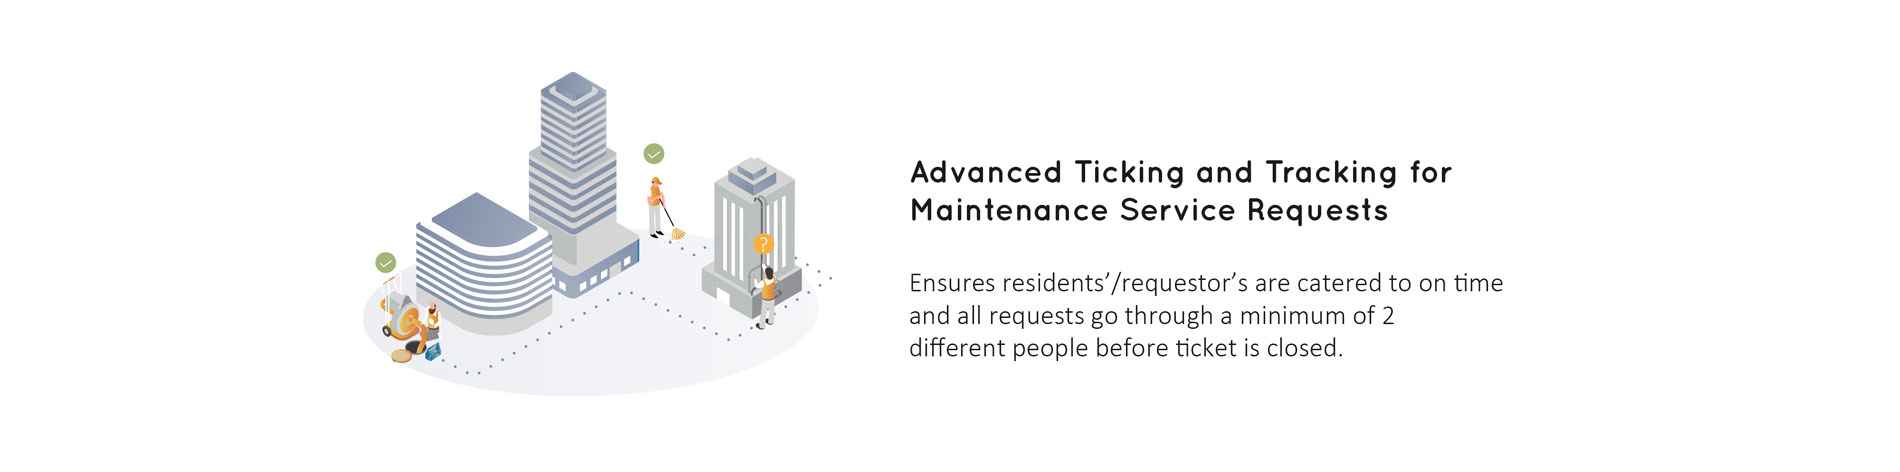 Advanced Ticking and Tracking for
Maintenance Service Requests
Ensures residents’/requestor’s are catered to on time
and all requests go through a minimum of 2
different people before ticket is closed.
?